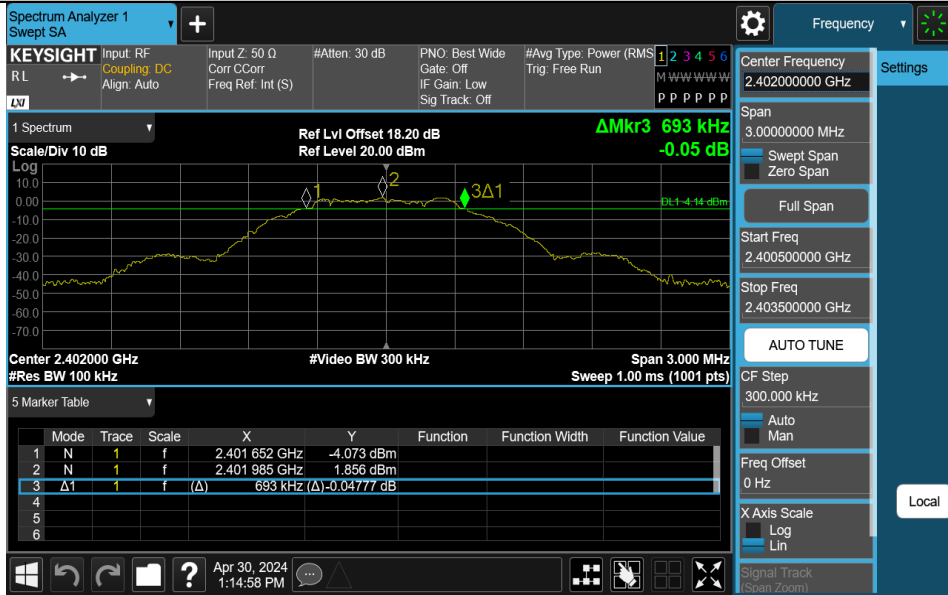 Spectrum Analyzer 1
Swept SA
+
Frequency
KEYSIGHT
R L
LXI
Input: RF
Coupling: DC
Align: Auto
Input Z: 50 Ω
Corr CCorr
Freq Ref: Int (S)
#Atten: 30 dB
PNO: Best Wide
Gate: Off
IF Gain: Low
Sig Track: Off
#Avg Type: Power (RMS
Trig: Free Run
1 2 3 4 5 6
M W W W W W
P P P P P P
1 Spectrum
Scale/Div 10 dB
Log
Ref Lvl Offset 18.20 dB
Ref Level 20.00 dBm
ΔMkr3 693 kHz
-0.05 dB
10.0
0.00
-10.0
-20.0
-30.0
-40.0
-50.0
-60.0
-70.0
1
2
3Δ1
DL1 -4.14 dBm
Center 2.402000 GHz
#Video BW 300 kHz
Span 3.000 MHz
#Res BW 100 kHz
Sweep 1.00 ms (1001 pts)
5 Marker Table
Mode Trace Scale X Y Function Function Width Function Value
1 N 1 f 2.401 652 GHz -4.073 dBm
2 N 1 f 2.401 985 GHz 1.856 dBm
3 Δ1 1 f (Δ) 693 kHz (Δ) -0.04777 dB
4
5
6
?
Apr 30, 2024
1:14:58 PM
Center Frequency
2.402000000 GHz
Settings
Span
3.00000000 MHz
Swept Span
Zero Span
Full Span
Start Freq
2.400500000 GHz
Stop Freq
2.403500000 GHz
AUTO TUNE
CF Step
300.000 kHz
Auto
Man
Freq Offset
0 Hz
Local
X Axis Scale
Log
Lin
Signal Track
(Span Zoom)